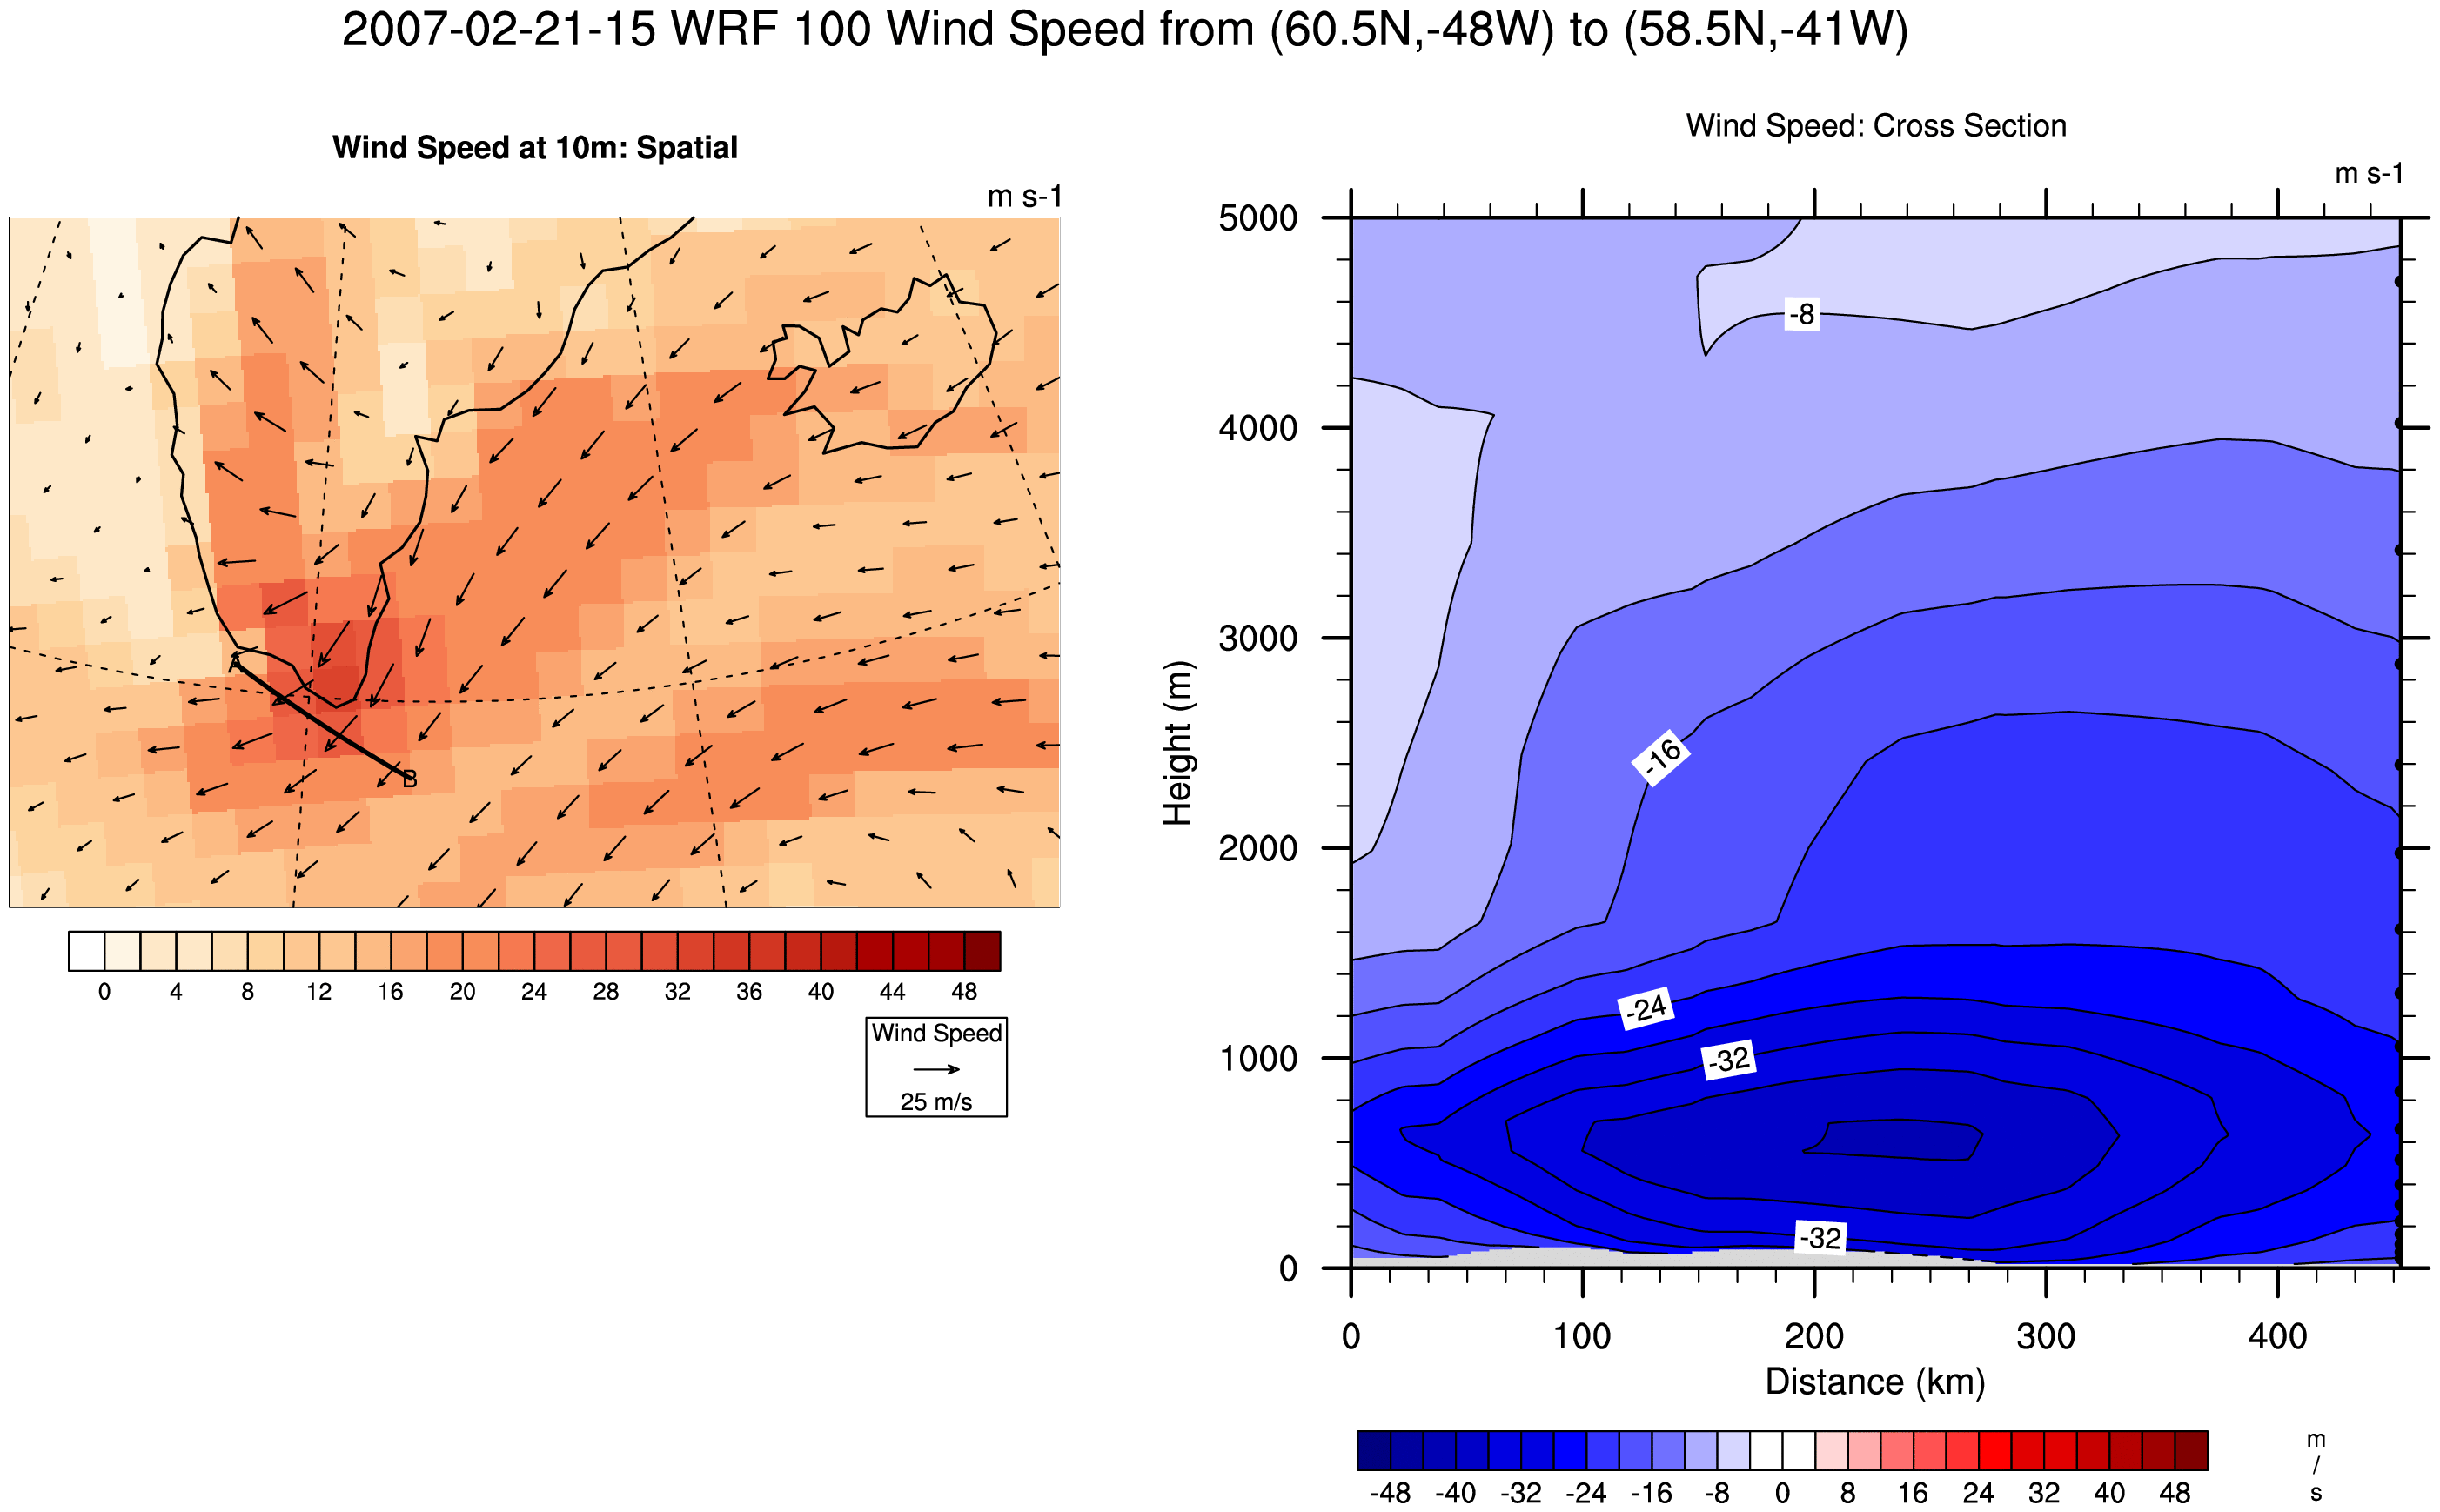 2007-02-21-15 WRF 100 Wind Speed from (60.5N,-48W) to (58.5N,-41W)
Wind Speed at 10m: Spatial
m s-1
A
B
0 4 8 12 16 20 24 28 32 36 40 44 48
Wind Speed
25 m/s
Wind Speed: Cross Section
m s-1
5000
4000
3000
2000
1000
0
Height (m)
-8
-16
-24
-32
-32
0 100 200 300 400
Distance (km)
-48 -40 -32 -24 -16 -8 0 8 16 24 32 40 48
m
/
s